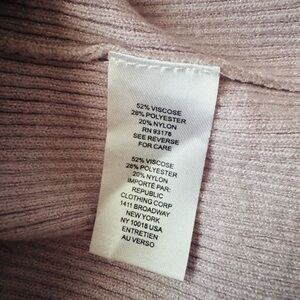 52% VISCOSE
28% POLYESTER
20% NYLON
RN 93178
SEE REVERSE
FOR CARE
52% VISCOSE
28% POLYESTER
20% NYLON
IMPORTÉ PAR:
REPUBLIC
CLOTHING CORP
1411 BROADWAY
NEW YORK
NY 10018 USA
ENTRETIEN
AU VERSO